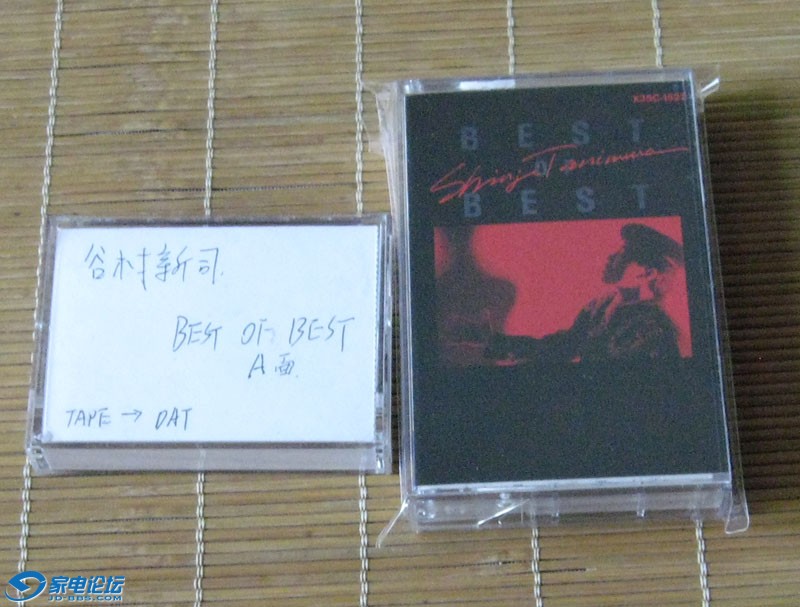 谷村新司
BEST OF BEST
A面
TAPE → DAT
BEST
OF
Shinji Tanimura
BEST
家电论坛
JD-BBS.COM